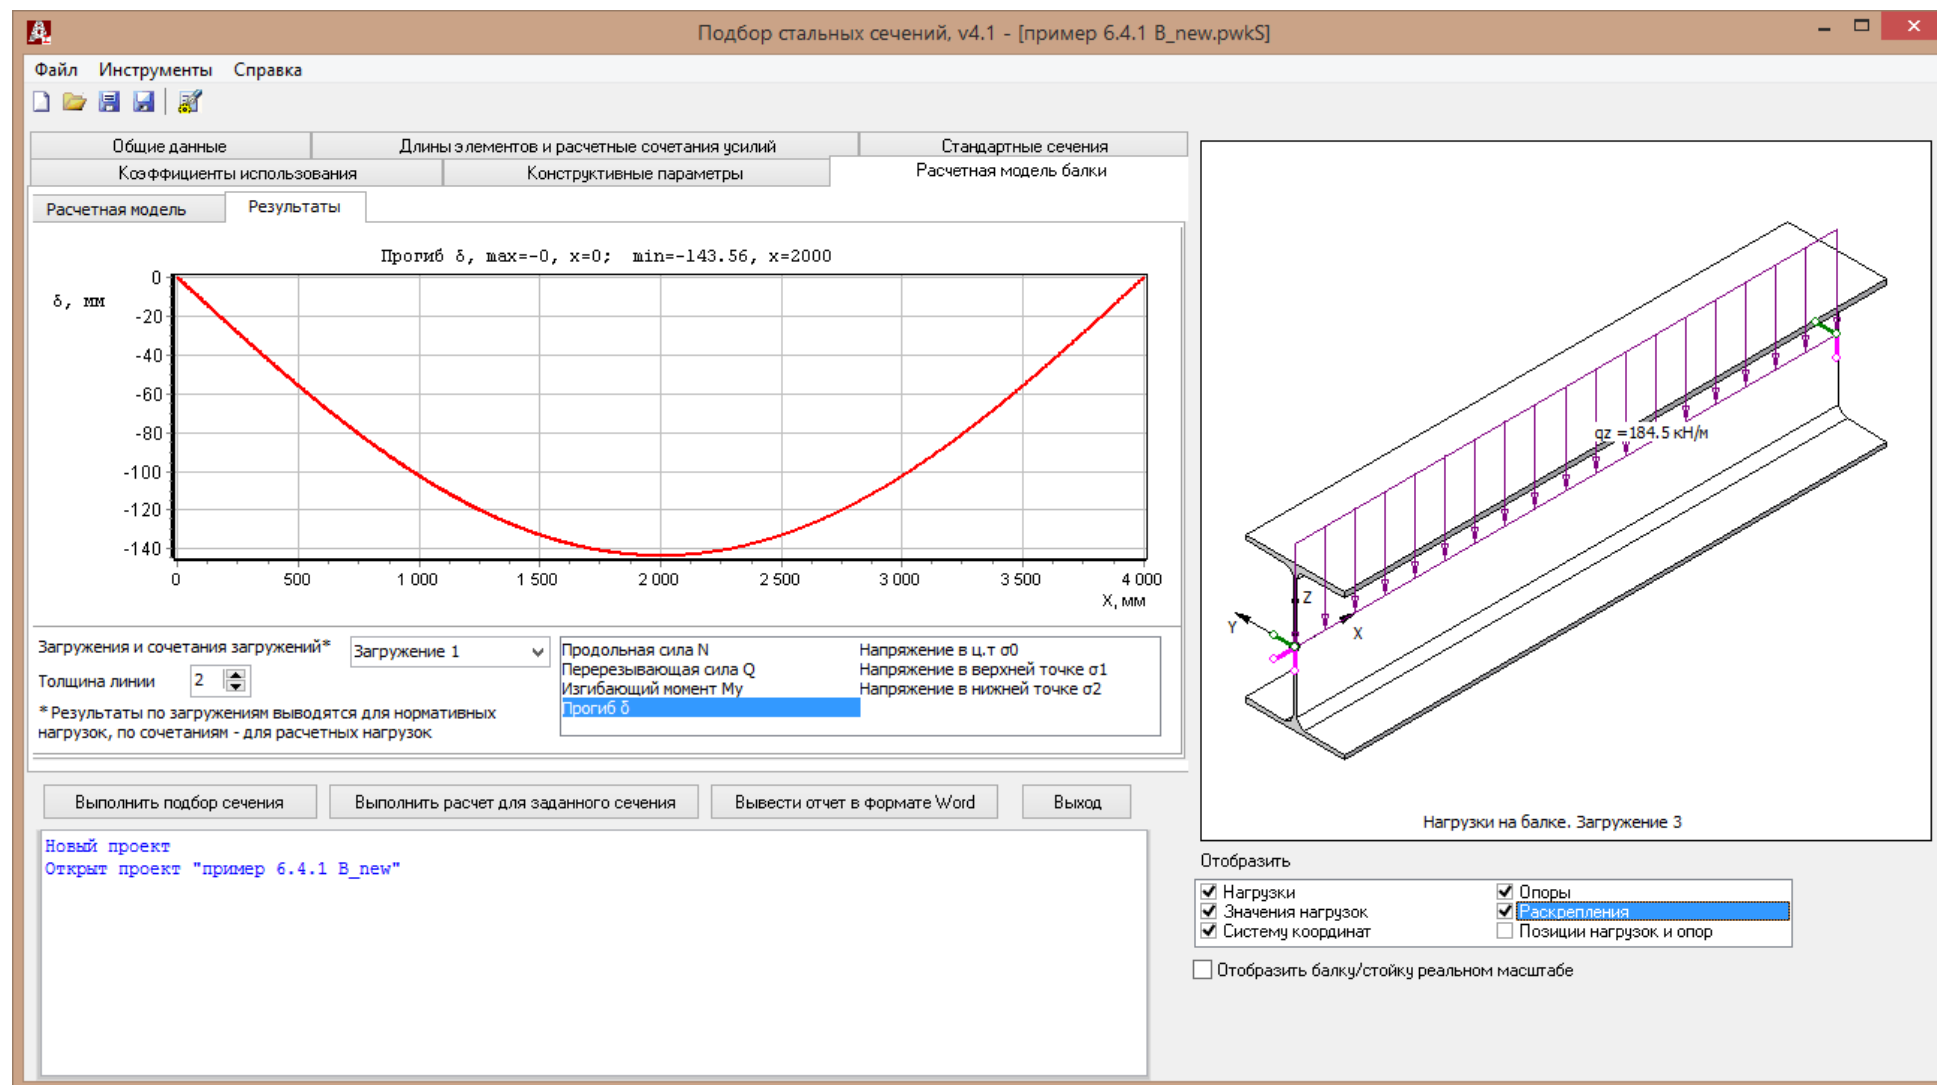 Подбор стальных сечений, v4.1 - [пример 6.4.1 B_new.pwkS]
Файл Инструменты Справка
Общие данные Длины элементов и расчетные сочетания усилий Стандартные сечения
Коэффициенты использования Конструктивные параметры Расчетная модель балки
Расчетная модель Результаты
Прогиб δ, max=-0, x=0; min=-143.56, x=2000
δ, мм
0
-20
-40
-60
-80
-100
-120
-140
0 500 1 000 1 500 2 000 2 500 3 000 3 500 4 000
X, мм
Загружения и сочетания загружений* Загружение 1
Толщина линии 2
* Результаты по загружениям выводятся для нормативных
нагрузок, по сочетаниям - для расчетных нагрузок
Продольная сила N Напряжение в ц.т σ0
Перерезывающая сила Q Напряжение в верхней точке σ1
Изгибающий момент My Напряжение в нижней точке σ2
Прогиб δ
Выполнить подбор сечения Выполнить расчет для заданного сечения Вывести отчет в формате Word Выход
Новый проект
Открыт проект "пример 6.4.1 B_new"
qz =184.5 кН/м
Z
Y
X
Нагрузки на балке. Загружение 3
Отобразить
Нагрузки Опоры
Значения нагрузок Раскрепления
Систему координат Позиции нагрузок и опор
Отобразить балку/стойку реальном масштабе